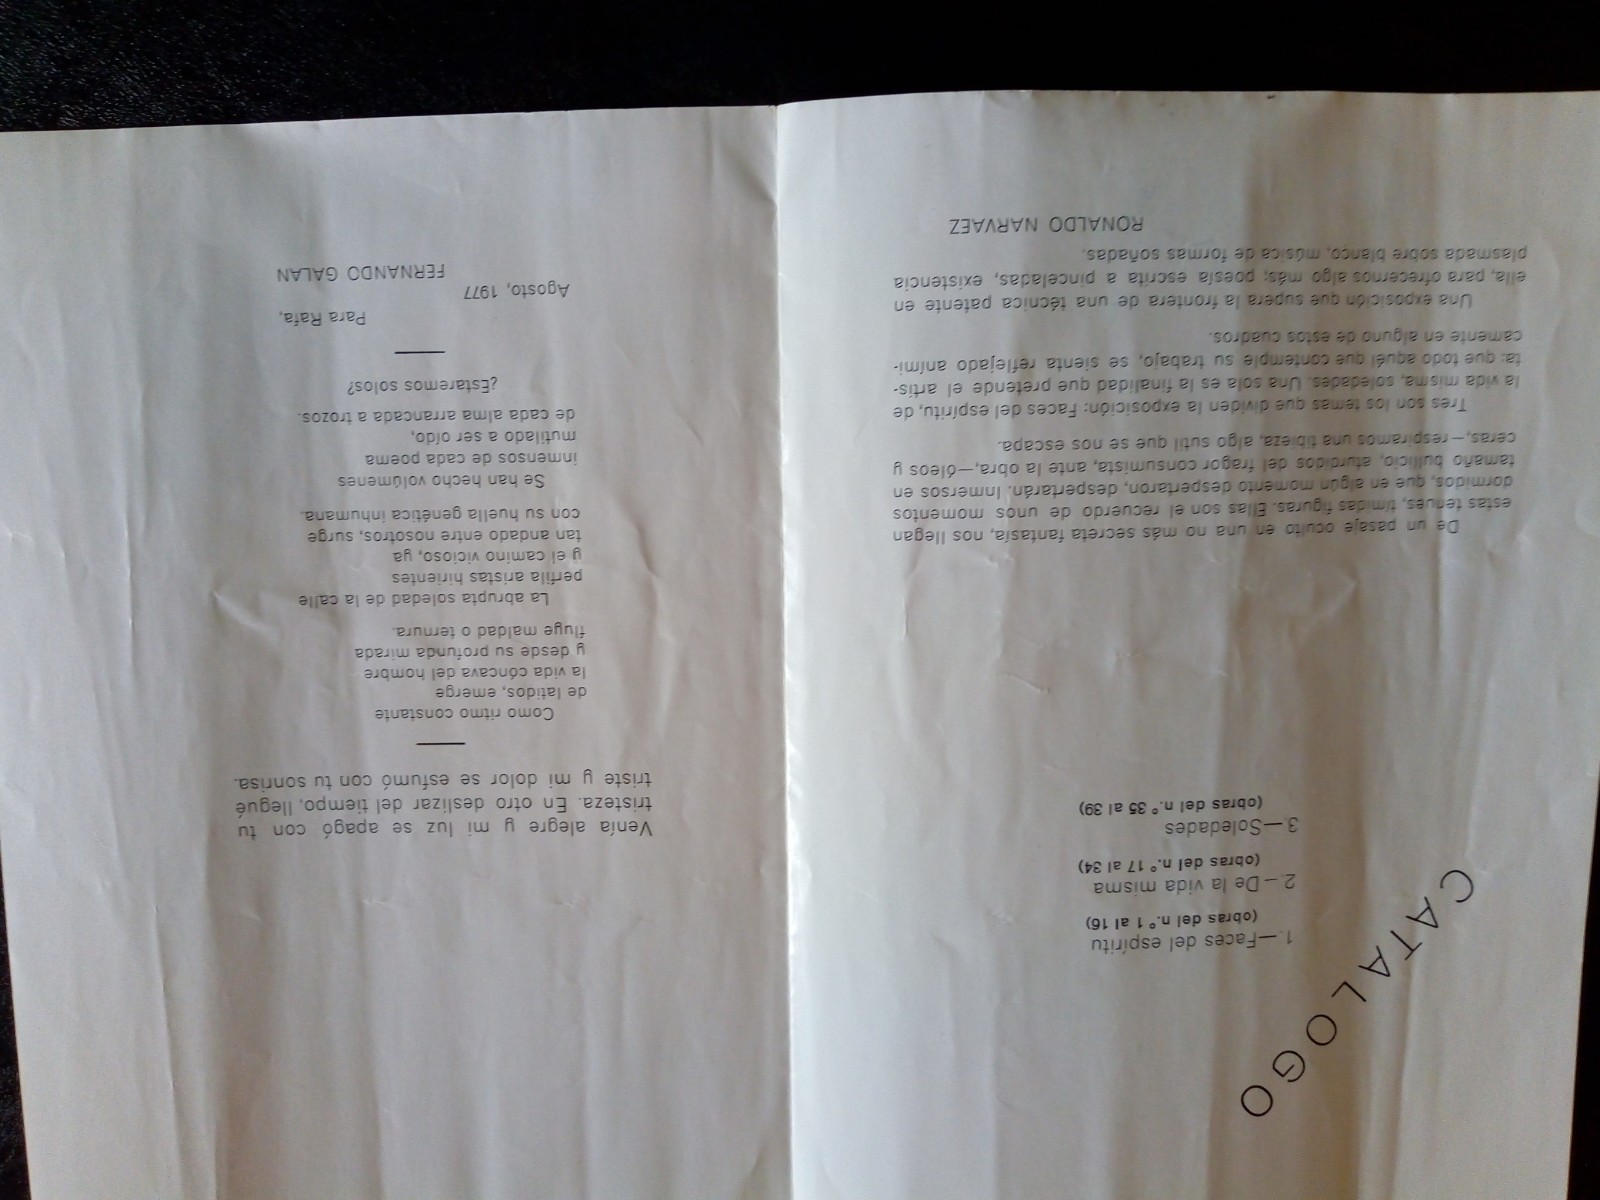 CATALOGO
1.—Faces del espíritu
(obras del n.º 1 al 16)
2.—De la vida misma
(obras del n.º 17 al 34)
3.—Soledades
(obras del n.º 35 al 39)
De un pasaje oculto en una no más secreta fantasía, nos llegan
estas tenues, tímidas figuras. Ellas son el recuerdo de unos momentos
dormidos, que en algún momento despertaron, despertarán. Inmersos en
tamaño bullicio, aturdidos del fragor consumista, ante la obra,—óleos y
ceras,—respiramos una tibieza, algo sutil que se nos escapa.
Tres son los temas que dividen la exposición: Faces del espíritu, de
la vida misma, soledades. Una sola es la finalidad que pretende el artis-
ta: que todo aquél que contemple su trabajo, se sienta reflejado aními-
camente en alguno de estos cuadros.
Una exposición que supera la frontera de una técnica patente en
ella, para ofrecernos algo más; poesía escrita a pinceladas, existencia
plasmada sobre blanco, música de formas soñadas.
RONALDO NARVAEZ
Venía alegre y mi luz se apagó con tu
tristeza. En otro deslizar del tiempo, llegué
triste y mi dolor se esfumó con tu sonrisa.
Como ritmo constante
de latidos, emerge
la vida cóncava del hombre
y desde su profunda mirada
fluye maldad o ternura.
La abrupta soledad de la calle
perfila aristas hirientes
y el camino vicioso, ya
tan andado entre nosotros, surge
con su huella genética inhumana.
Se han hecho volúmenes
inmensos de cada poema
mutilado a ser oído,
de cada alma arrancada a trozos.
¿Estaremos solos?
Para Rafa,
Agosto, 1977
FERNANDO GALAN